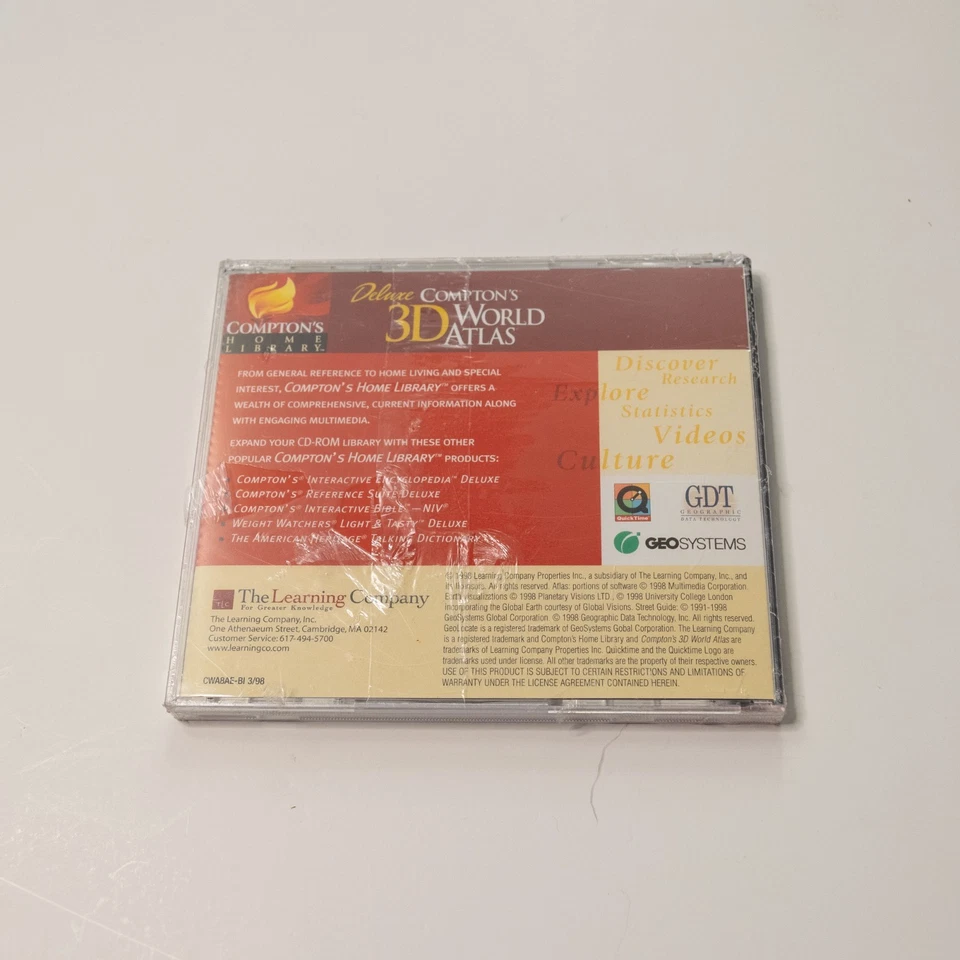 COMPTON'S
HOME
LIBRARY™
Deluxe COMPTON'S™
3D WORLD
ATLAS
FROM GENERAL REFERENCE TO HOME LIVING AND SPECIAL
INTEREST, COMPTON'S HOME LIBRARY™ OFFERS A
WEALTH OF COMPREHENSIVE, CURRENT INFORMATION ALONG
WITH ENGAGING MULTIMEDIA.
EXPAND YOUR CD-ROM LIBRARY WITH THESE OTHER
POPULAR COMPTON'S HOME LIBRARY™ PRODUCTS:
COMPTON'S® INTERACTIVE ENCYCLOPEDIA™ DELUXE
COMPTON'S® REFERENCE SUITE DELUXE
COMPTON'S® INTERACTIVE BIBLE™—NIV®
WEIGHT WATCHERS® LIGHT & TASTY™ DELUXE
THE AMERICAN HERITAGE® TALKING DICTIONARY
Discover
Research
Explore
Statistics
Videos
Culture
QuickTime™
GDT
GEOGRAPHIC
DATA TECHNOLOGY
GEOSYSTEMS
TLC
The Learning Company
For Greater Knowledge™
The Learning Company, Inc.
One Athenaeum Street, Cambridge, MA 02142
Customer Service: 617-494-5700
www.learningco.com
CWA8AE-BI 3/98
© 1998 Learning Company Properties Inc., a subsidiary of The Learning Company, Inc., and
its licensors. All rights reserved. Atlas: portions of software © 1998 Multimedia Corporation.
Earth Visualizations © 1998 Planetary Visions LTD., © 1998 University College London
incorporating the Global Earth courtesy of Global Visions. Street Guide: © 1991-1998
GeoSystems Global Corporation. © 1998 Geographic Data Technology, Inc. All rights reserved.
GeoLocate is a registered trademark of GeoSystems Gobal Corporation. The Learning Company
is a registered trademark and Compton's Home Library and Compton's 3D World Atlas are
trademarks of Learning Company Properties Inc. Quicktime and the Quicktime Logo are
trademarks used under license. All other trademarks are the property of their respective owners.
USE OF THIS PRODUCT IS SUBJECT TO CERTAIN RESTRICTIONS AND LIMITATIONS OF
WARRANTY UNDER THE LICENSE AGREEMENT CONTAINED HEREIN.